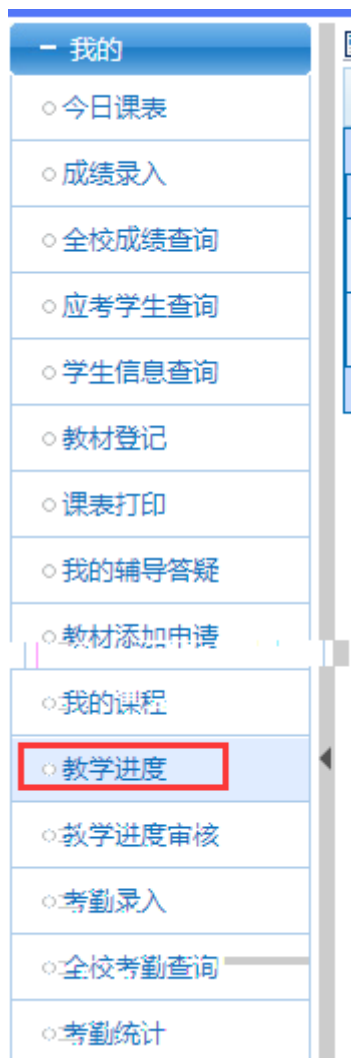 我的
今日课表
成绩录入
全校成绩查询
应考学生查询
学生信息查询
教材登记
课表打印
我的辅导答疑
教材添加申请
我的课程
教学进度
教学进度审核
考勤录入
全校考勤查询
考勤统计